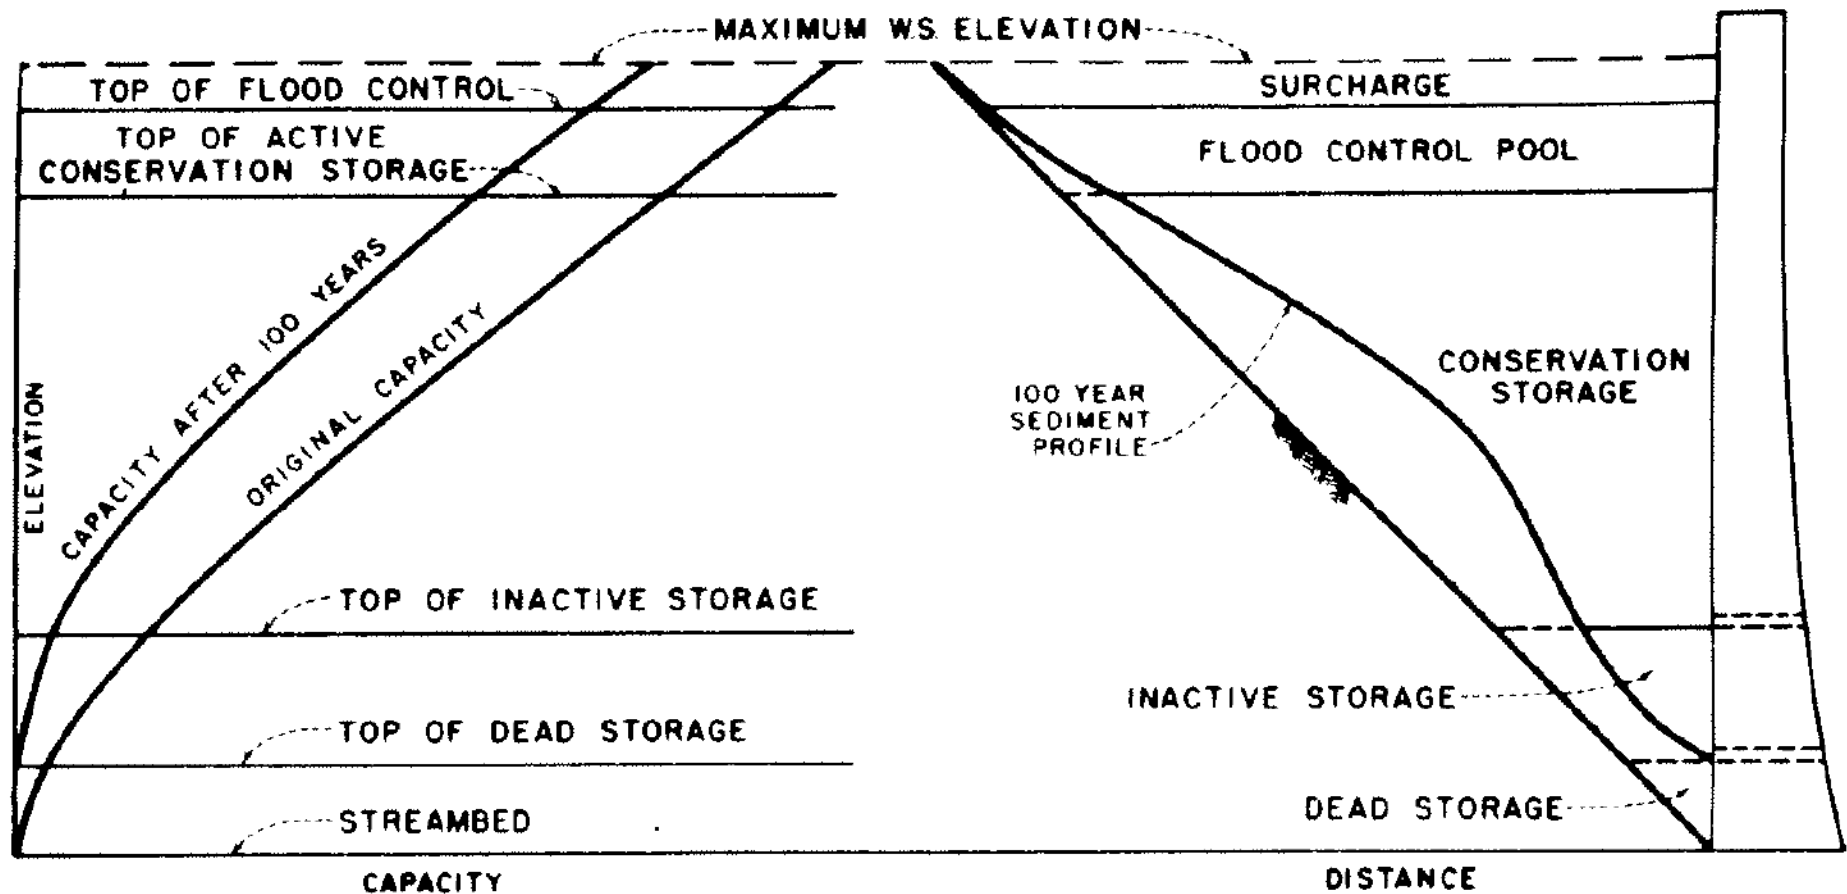 MAXIMUM W.S. ELEVATION
TOP OF FLOOD CONTROL
SURCHARGE
TOP OF ACTIVE
CONSERVATION STORAGE
FLOOD CONTROL POOL
CAPACITY AFTER 100 YEARS
ORIGINAL CAPACITY
ELEVATION
100 YEAR
SEDIMENT
PROFILE
CONSERVATION
STORAGE
TOP OF INACTIVE STORAGE
INACTIVE STORAGE
TOP OF DEAD STORAGE
DEAD STORAGE
STREAMBED
CAPACITY
DISTANCE